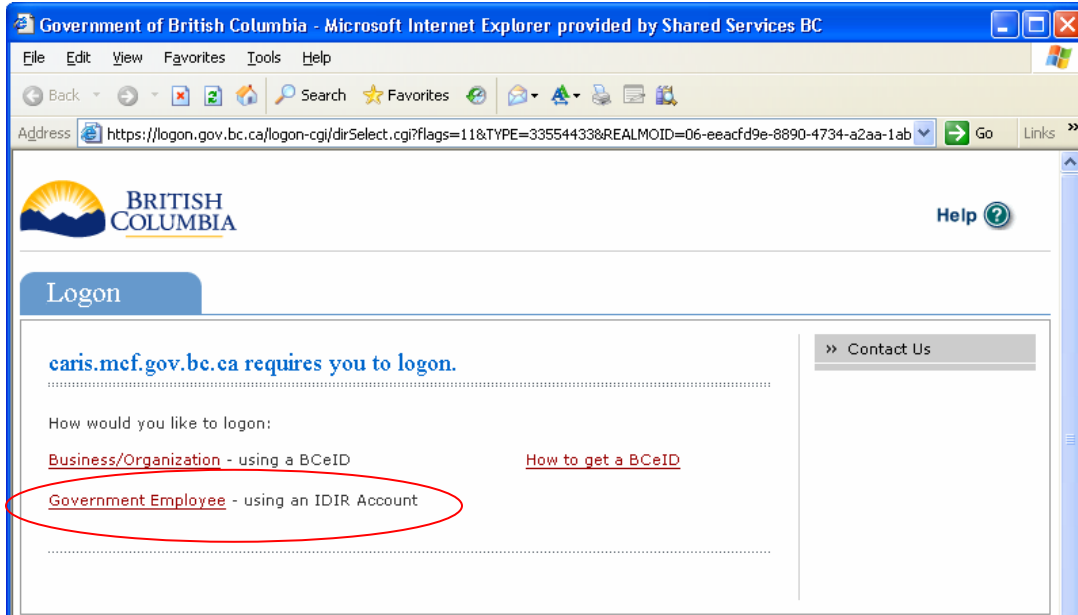 Government of British Columbia - Microsoft Internet Explorer provided by Shared Services BC
File Edit View Favorites Tools Help
Back Search Favorites
Address https://logon.gov.bc.ca/logon-cgi/dirSelect.cgi?flags=11&TYPE=33554433&REALMOID=06-eeacfd9e-8890-4734-a2aa-1ab Go Links »
BRITISH
COLUMBIA
Help ?
Logon
caris.mcf.gov.bc.ca requires you to logon.
» Contact Us
How would you like to logon:
Business/Organization - using a BCeID How to get a BCeID
Government Employee - using an IDIR Account